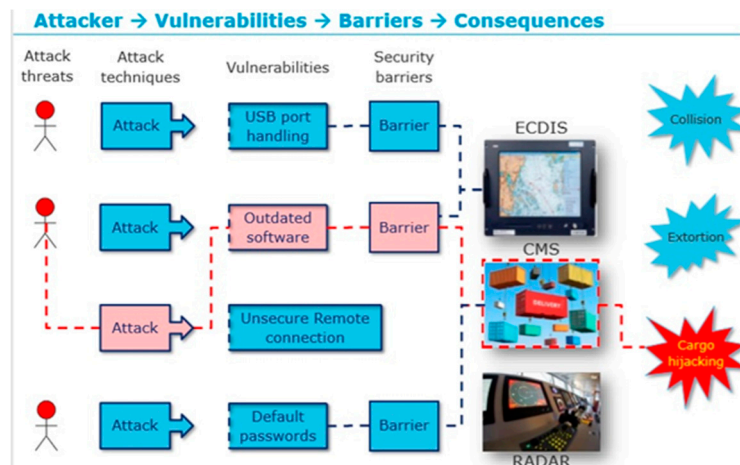 Attacker → Vulnerabilities → Barriers → Consequences
Attack
threats
Attack
techniques
Vulnerabilities
Security
barriers
Attack
USB port
handling
Barrier
ECDIS
Collision
Attack
Outdated
software
Barrier
Extortion
CMS
DELIVERY
Attack
Unsecure Remote
connection
Cargo
hijacking
Attack
Default
passwords
Barrier
RADAR